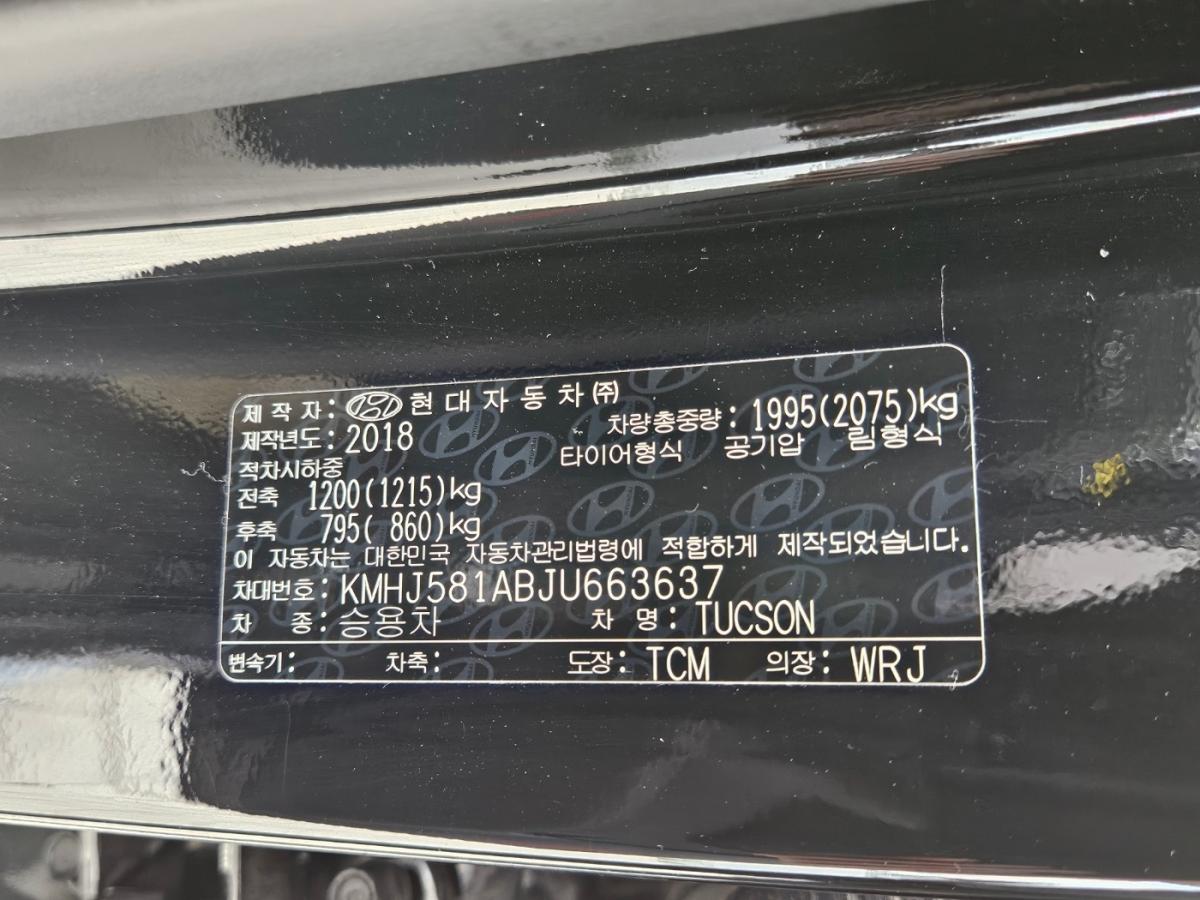 제 작 자: 현 대 자 동 차 ㈜
차량총중량: 1995(2075)kg
제작년도: 2018
타이어형식 공기압 림형식
적차시하중
전축 1200(1215)kg
후축 795( 860)kg
이 자동차는 대한민국 자동차관리법령에 적합하게 제작되었습니다.
차대번호: KMHJ581ABJU663637
차 종: 승용차 차 명: TUCSON
변속기: 차축: 도장: TCM 의장: WRJ